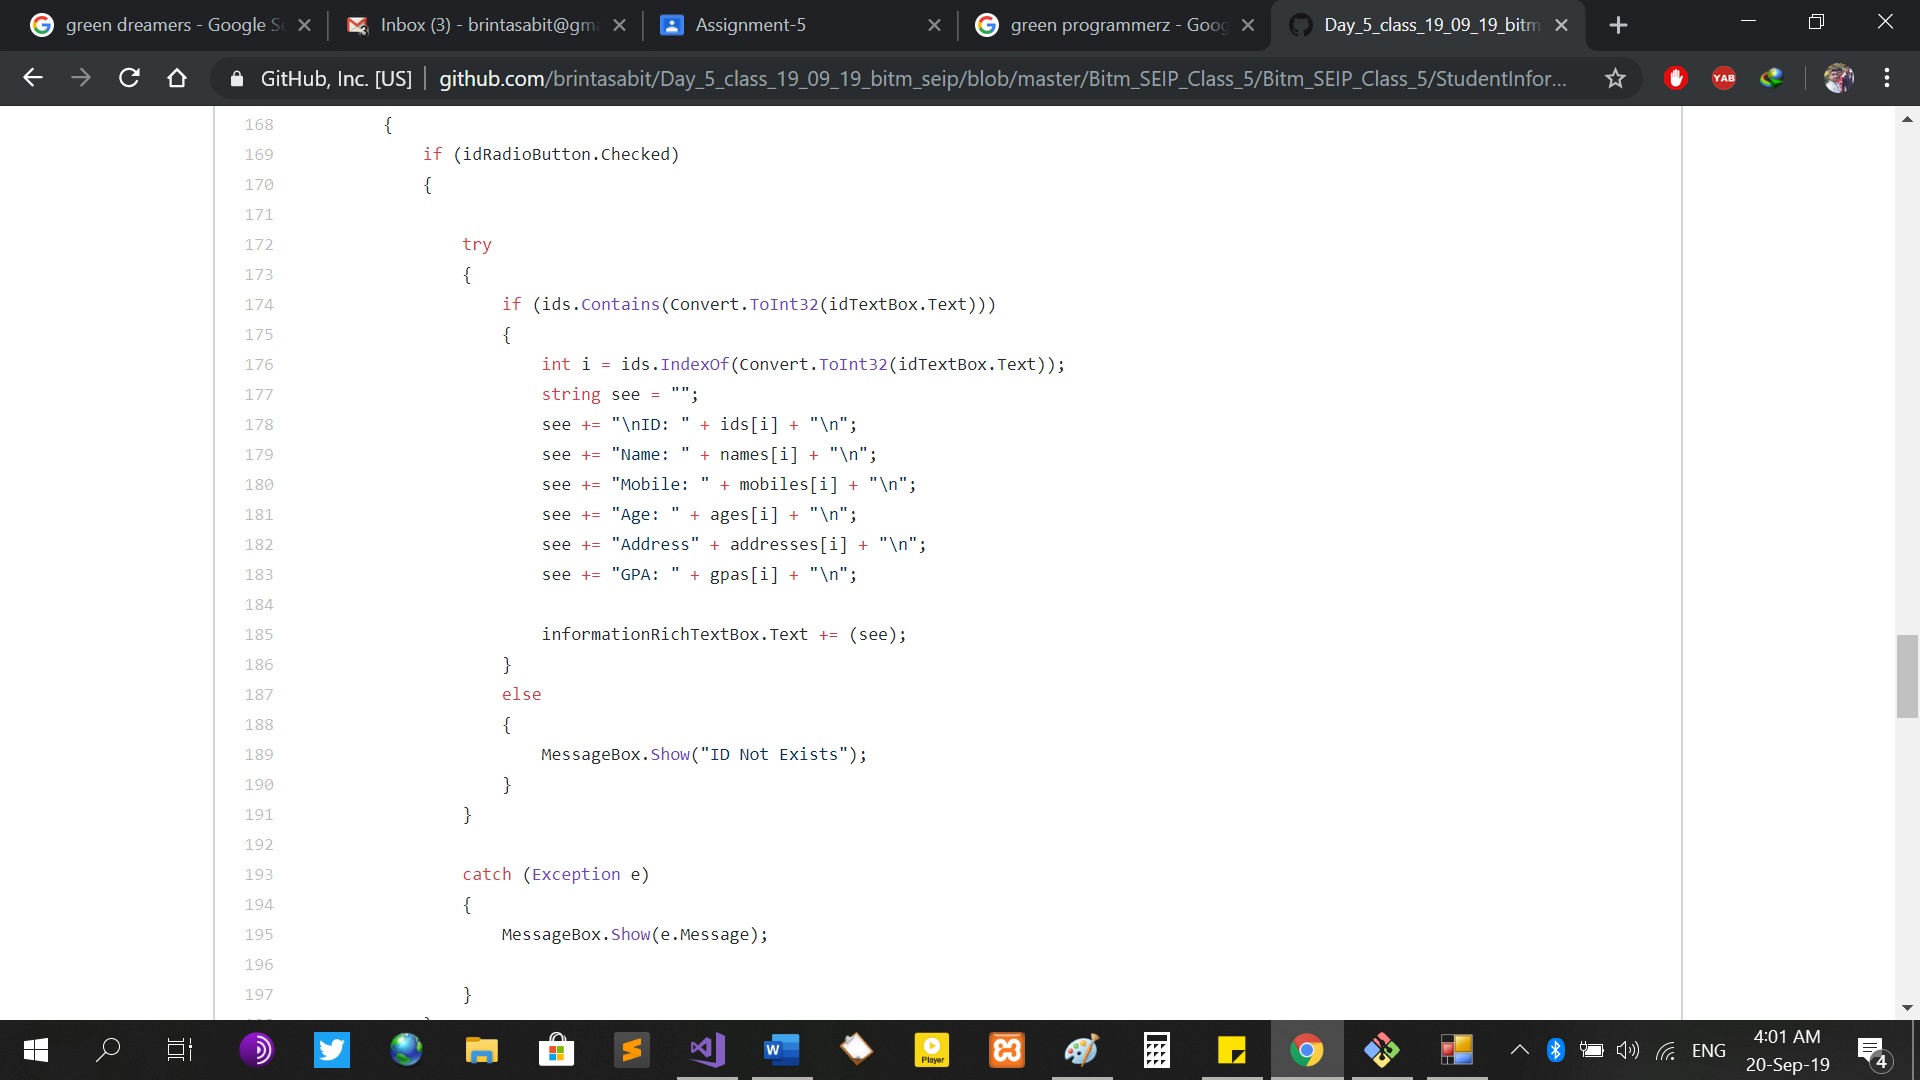 green dreamers - Google S
Inbox (3) - brintasabit@gm
Assignment-5
green programmerz - Goog
Day_5_class_19_09_19_bitm
GitHub, Inc. [US] | github.com/brintasabit/Day_5_class_19_09_19_bitm_seip/blob/master/Bitm_SEIP_Class_5/Bitm_SEIP_Class_5/StudentInfor...
YAB
168 {
169 if (idRadioButton.Checked)
170 {
171
172 try
173 {
174 if (ids.Contains(Convert.ToInt32(idTextBox.Text)))
175 {
176 int i = ids.IndexOf(Convert.ToInt32(idTextBox.Text));
177 string see = "";
178 see += "\nID: " + ids[i] + "\n";
179 see += "Name: " + names[i] + "\n";
180 see += "Mobile: " + mobiles[i] + "\n";
181 see += "Age: " + ages[i] + "\n";
182 see += "Address" + addresses[i] + "\n";
183 see += "GPA: " + gpas[i] + "\n";
184
185 informationRichTextBox.Text += (see);
186 }
187 else
188 {
189 MessageBox.Show("ID Not Exists");
190 }
191 }
192
193 catch (Exception e)
194 {
195 MessageBox.Show(e.Message);
196
197 }
Player
ENG
4:01 AM
20-Sep-19
4